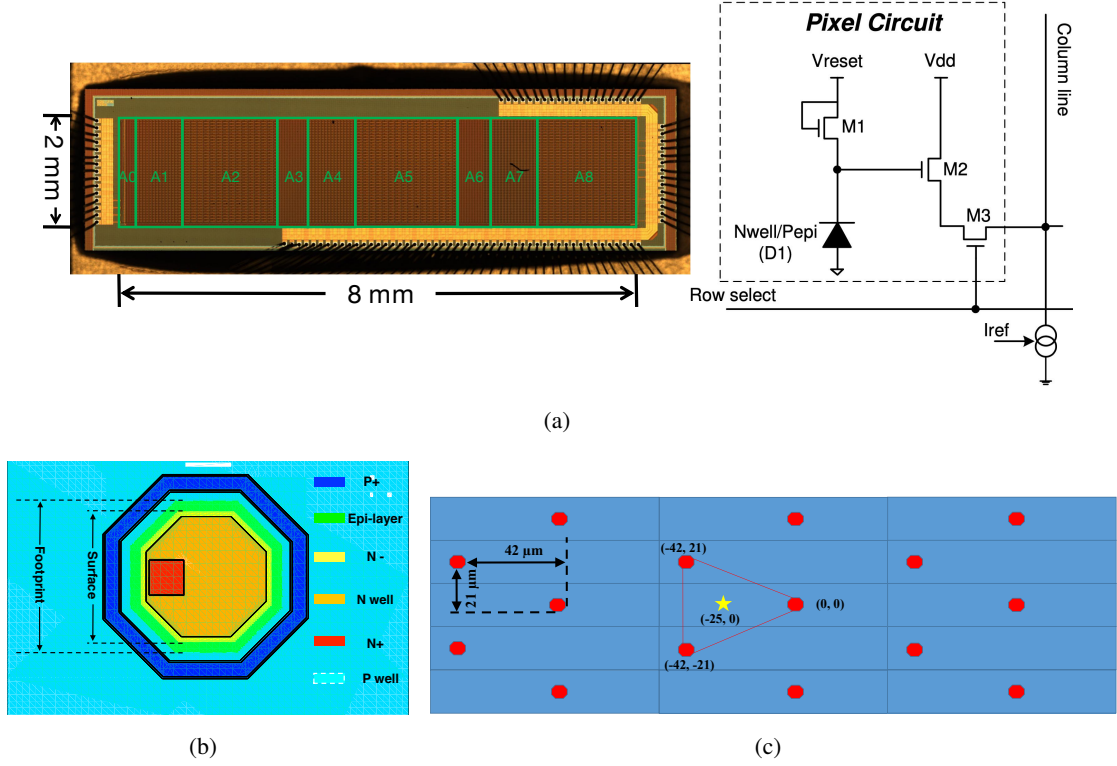 Pixel Circuit
Vreset
Vdd
Column line
M1
M2
M3
Nwell/Pepi
(D1)
Row select
Iref
2 mm
A0 A1 A2 A3 A4 A5 A6 A7 A8
8 mm
(a)
P+
Epi-layer
N -
N well
N+
P well
Footprint
Surface
(b)
42 µm
21 µm
(-42, 21)
(-25, 0)
(0, 0)
(-42, -21)
(c)